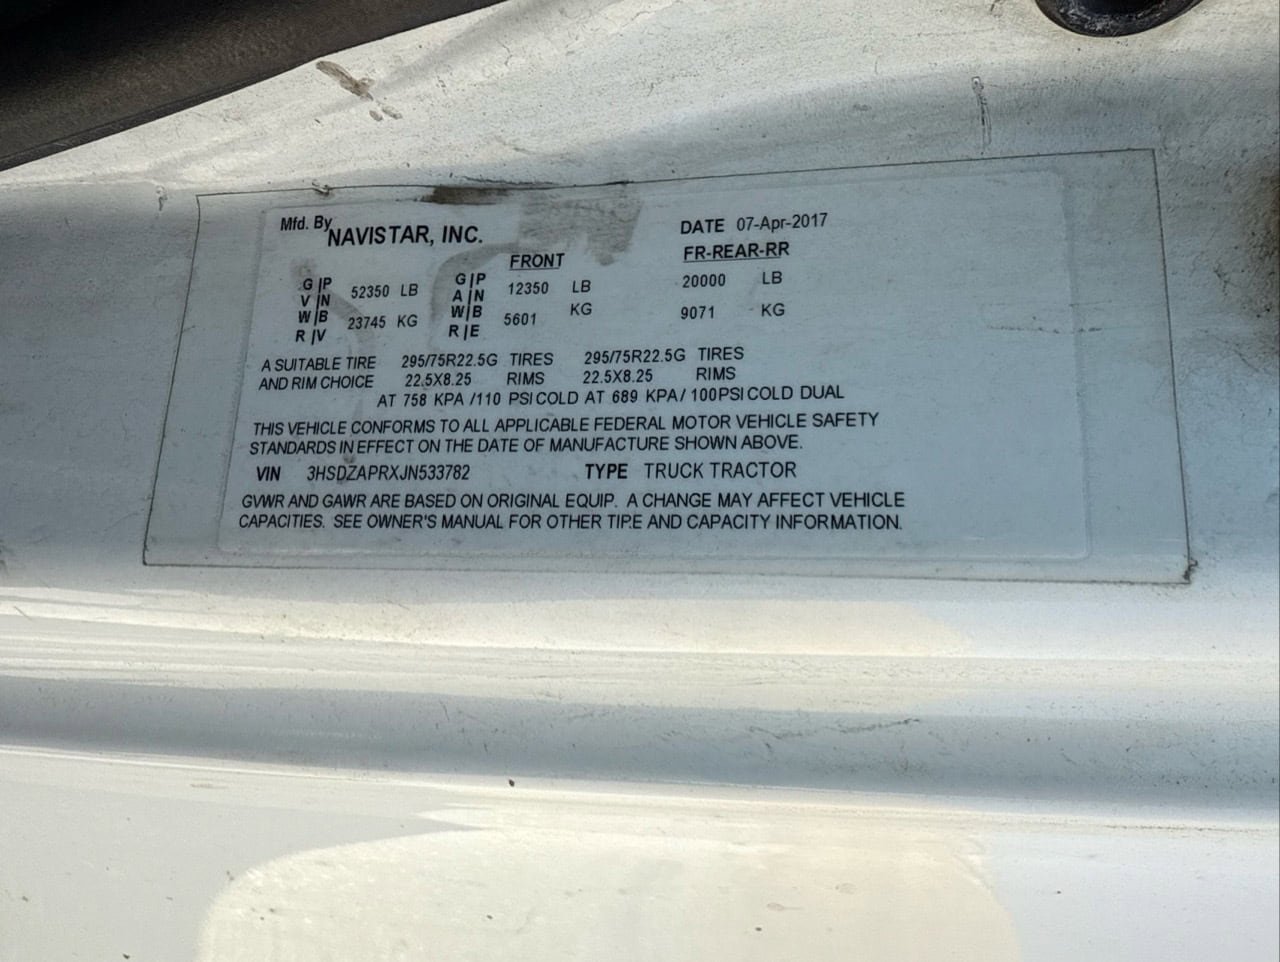 Mfd. By NAVISTAR, INC. DATE 07-Apr-2017
FRONT FR-REAR-RR
G|P 52350 LB G|P 12350 LB 20000 LB
V|N A|N
W|B 23745 KG W|B 5601 KG 9071 KG
R|V R|E
A SUITABLE TIRE 295/75R22.5G TIRES 295/75R22.5G TIRES
AND RIM CHOICE 22.5X8.25 RIMS 22.5X8.25 RIMS
AT 758 KPA /110 PSI COLD AT 689 KPA/ 100PSI COLD DUAL
THIS VEHICLE CONFORMS TO ALL APPLICABLE FEDERAL MOTOR VEHICLE SAFETY
STANDARDS IN EFFECT ON THE DATE OF MANUFACTURE SHOWN ABOVE.
VIN 3HSDZAPRXJN533782 TYPE TRUCK TRACTOR
GVWR AND GAWR ARE BASED ON ORIGINAL EQUIP. A CHANGE MAY AFFECT VEHICLE
CAPACITIES. SEE OWNER'S MANUAL FOR OTHER TIRE AND CAPACITY INFORMATION.